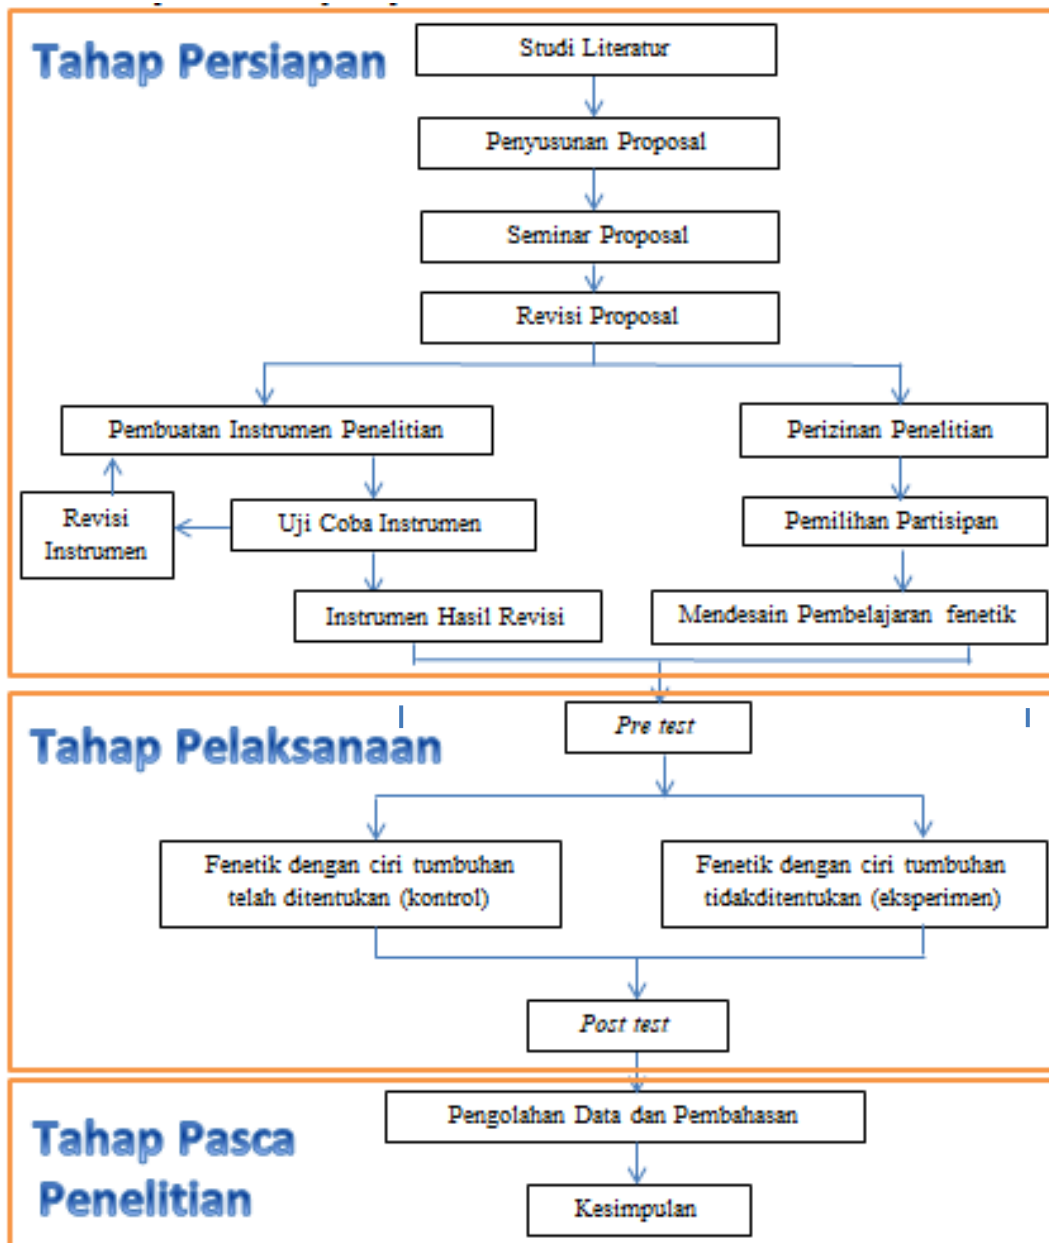 Tahap Persiapan
Studi Literatur
Penyusunan Proposal
Seminar Proposal
Revisi Proposal
Pembuatan Instrumen Penelitian
Perizinan Penelitian
Revisi
Instrumen
Uji Coba Instrumen
Pemilihan Partisipan
Instrumen Hasil Revisi
Mendesain Pembelajaran fenetik
Tahap Pelaksanaan
Pre test
Fenetik dengan ciri tumbuhan
telah ditentukan (kontrol)
Fenetik dengan ciri tumbuhan
tidakditentukan (eksperimen)
Post test
Tahap Pasca
Penelitian
Pengolahan Data dan Pembahasan
Kesimpulan